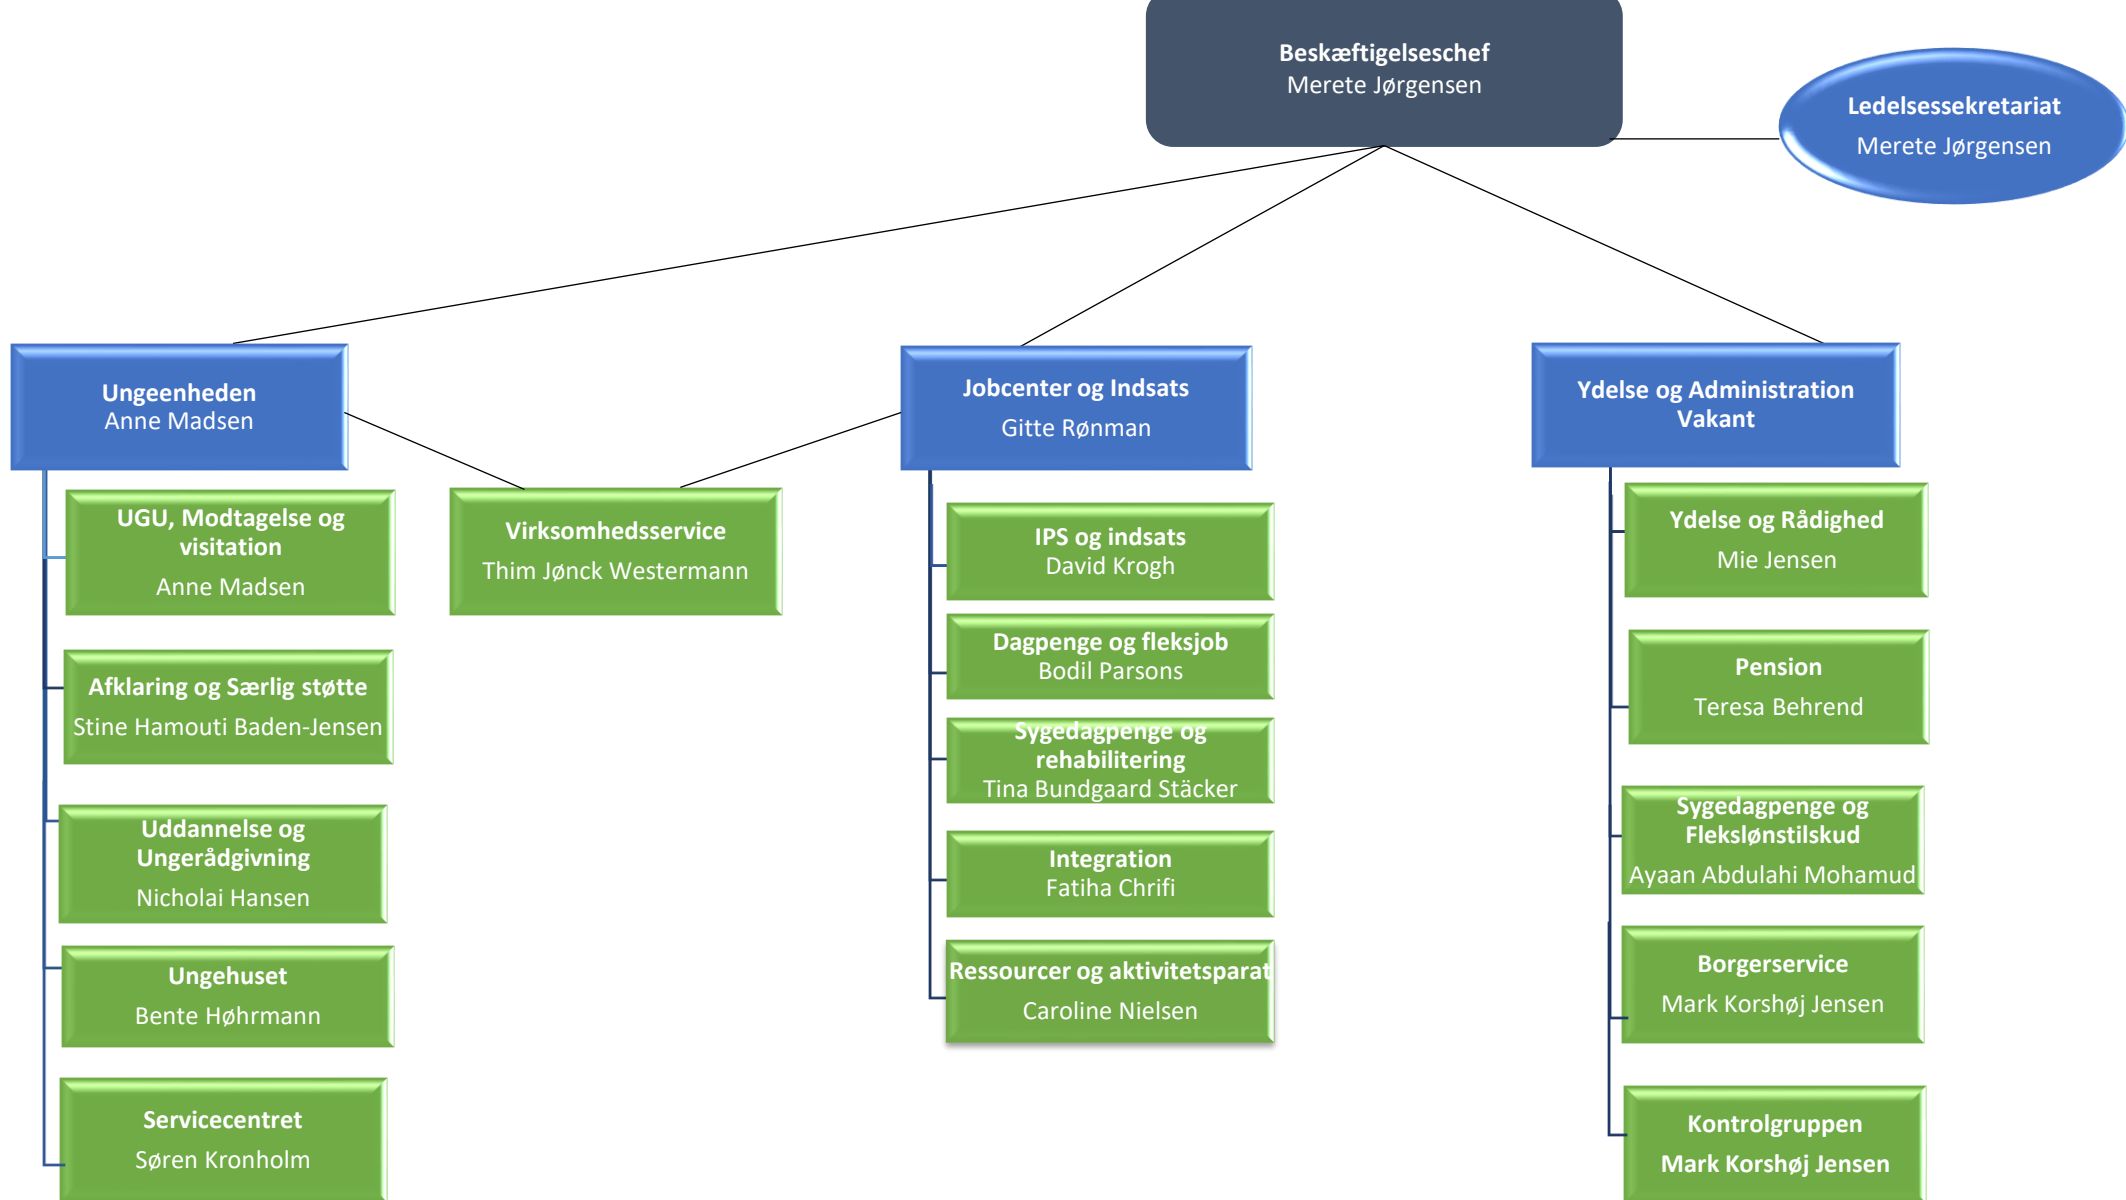 Beskæftigelseschef
Merete Jørgensen
Ledelsessekretariat
Merete Jørgensen
Ungeenheden
Anne Madsen
Jobcenter og Indsats
Gitte Rønman
Ydelse og Administration
Vakant
UGU, Modtagelse og
visitation
Anne Madsen
Afklaring og Særlig støtte
Stine Hamouti Baden-Jensen
Uddannelse og
Ungerådgivning
Nicholai Hansen
Ungehuset
Bente Høhrmann
Servicecentret
Søren Kronholm
Virksomhedsservice
Thim Jønck Westermann
IPS og indsats
David Krogh
Dagpenge og fleksjob
Bodil Parsons
Sygedagpenge og
rehabilitering
Tina Bundgaard Stäcker
Integration
Fatiha Chrifi
Ressourcer og aktivitetsparat
Caroline Nielsen
Ydelse og Rådighed
Mie Jensen
Pension
Teresa Behrend
Sygedagpenge og
Flekslønstilskud
Ayaan Abdulahi Mohamud
Borgerservice
Mark Korshøj Jensen
Kontrolgruppen
Mark Korshøj Jensen